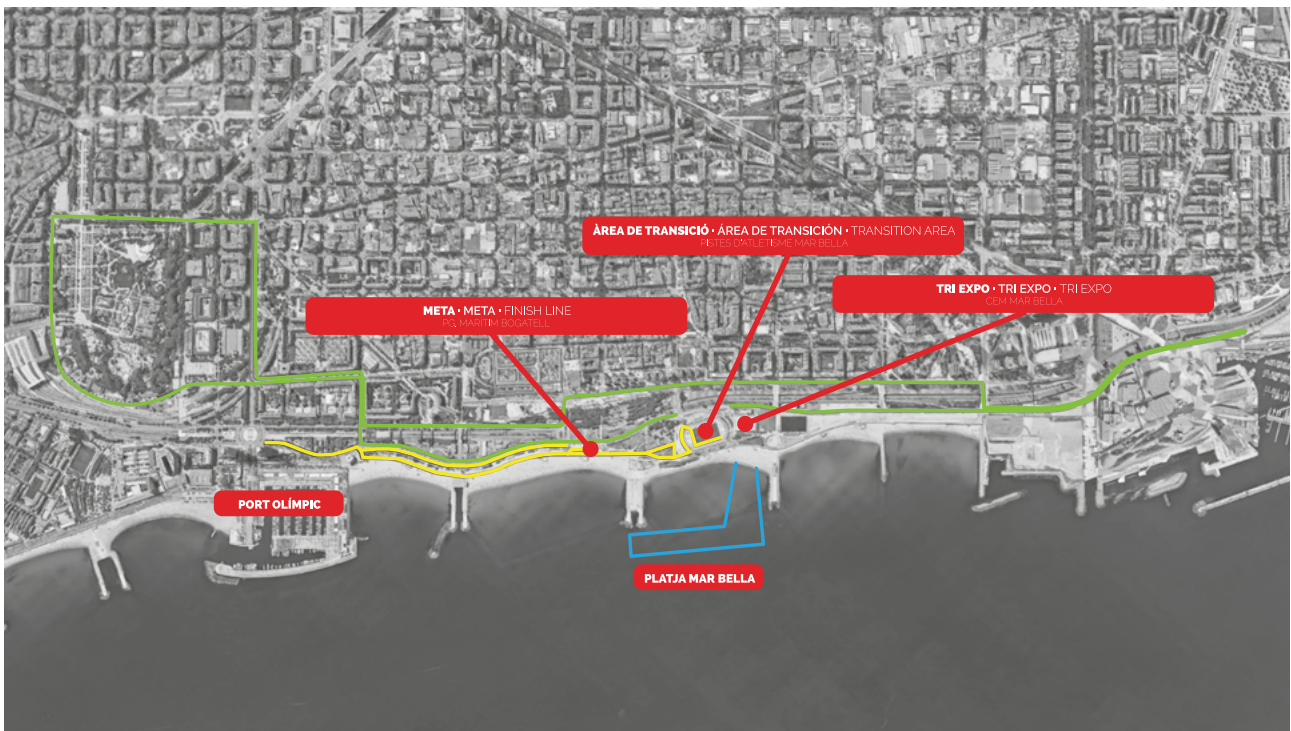 ÀREA DE TRANSICIÓ • ÁREA DE TRANSICIÓN • TRANSITION AREA
PISTES D'ATLETISME MAR BELLA
TRI EXPO • TRI EXPO • TRI EXPO
CEM MAR BELLA
META • META • FINISH LINE
PG. MARÍTIM BOGATELL
PORT OLÍMPIC
PLATJA MAR BELLA